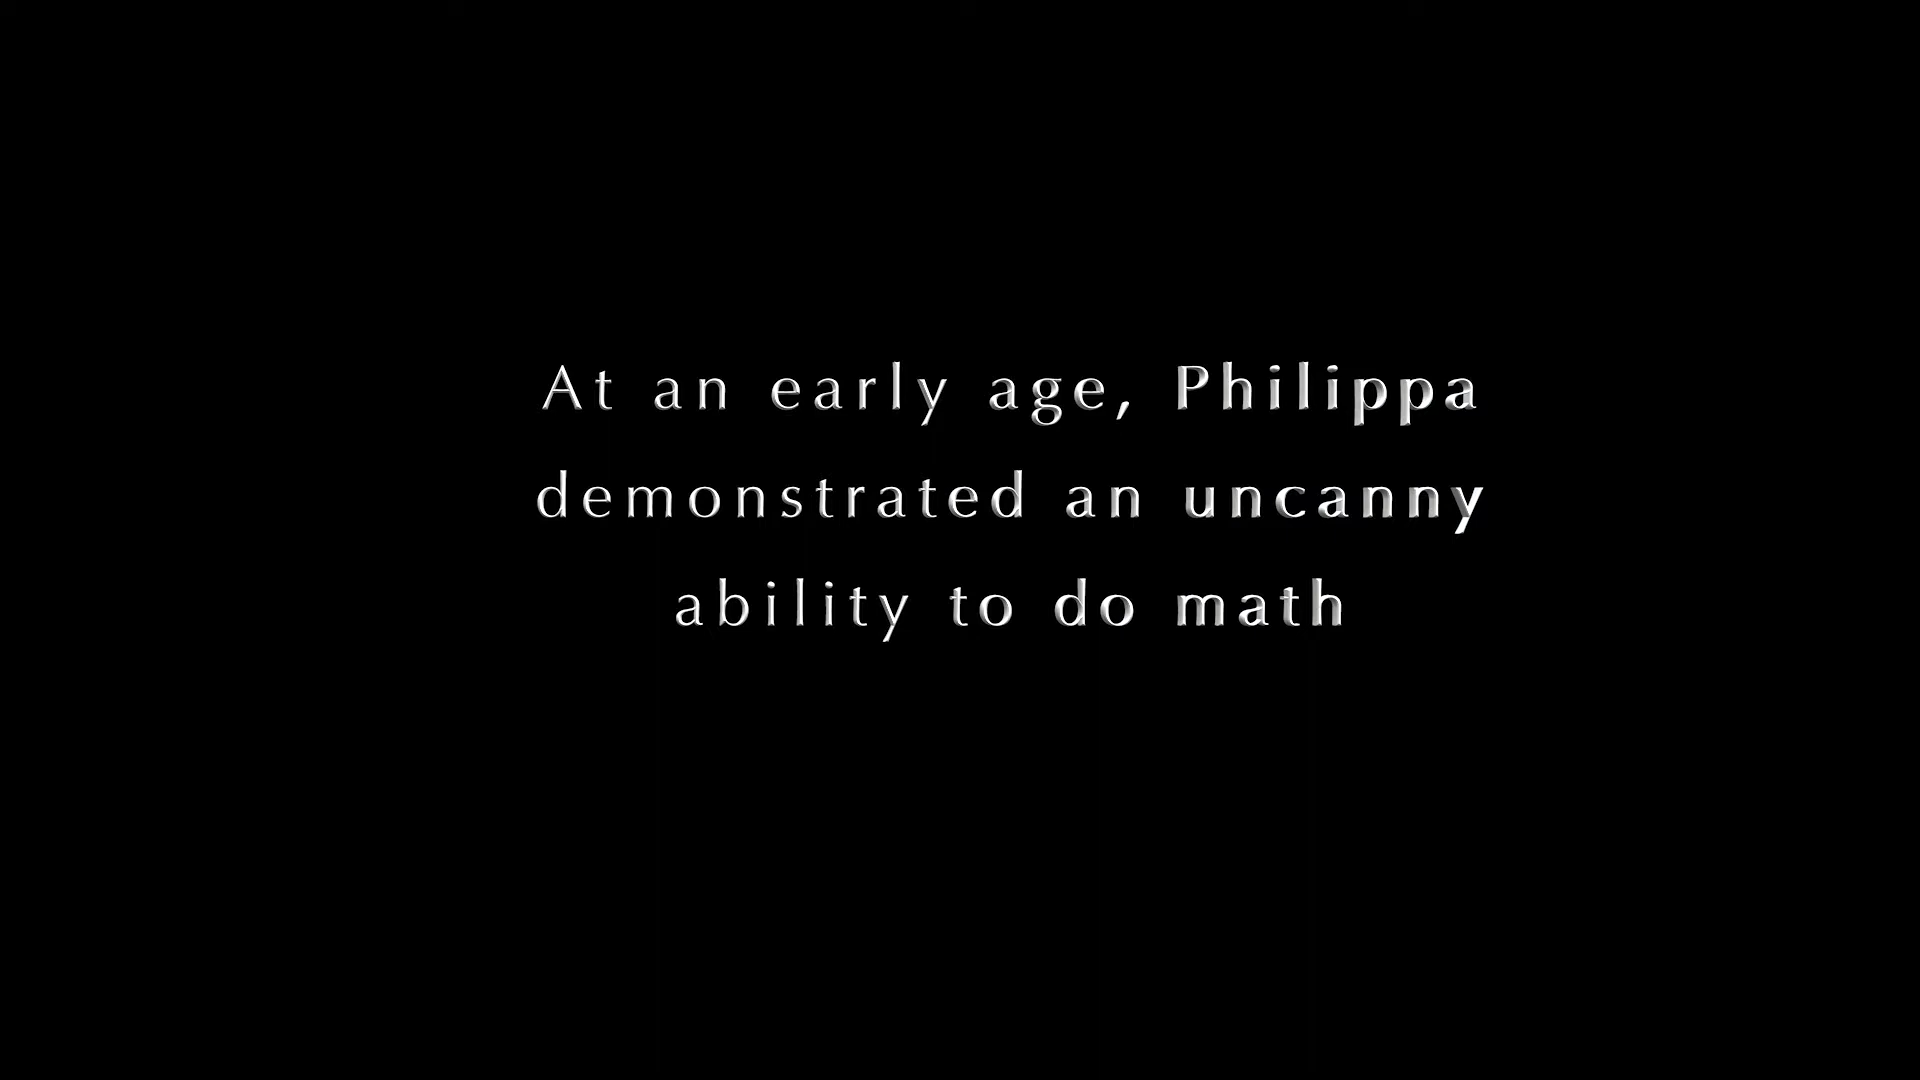 At an early age, Philippa
demonstrated an uncanny
ability to do math